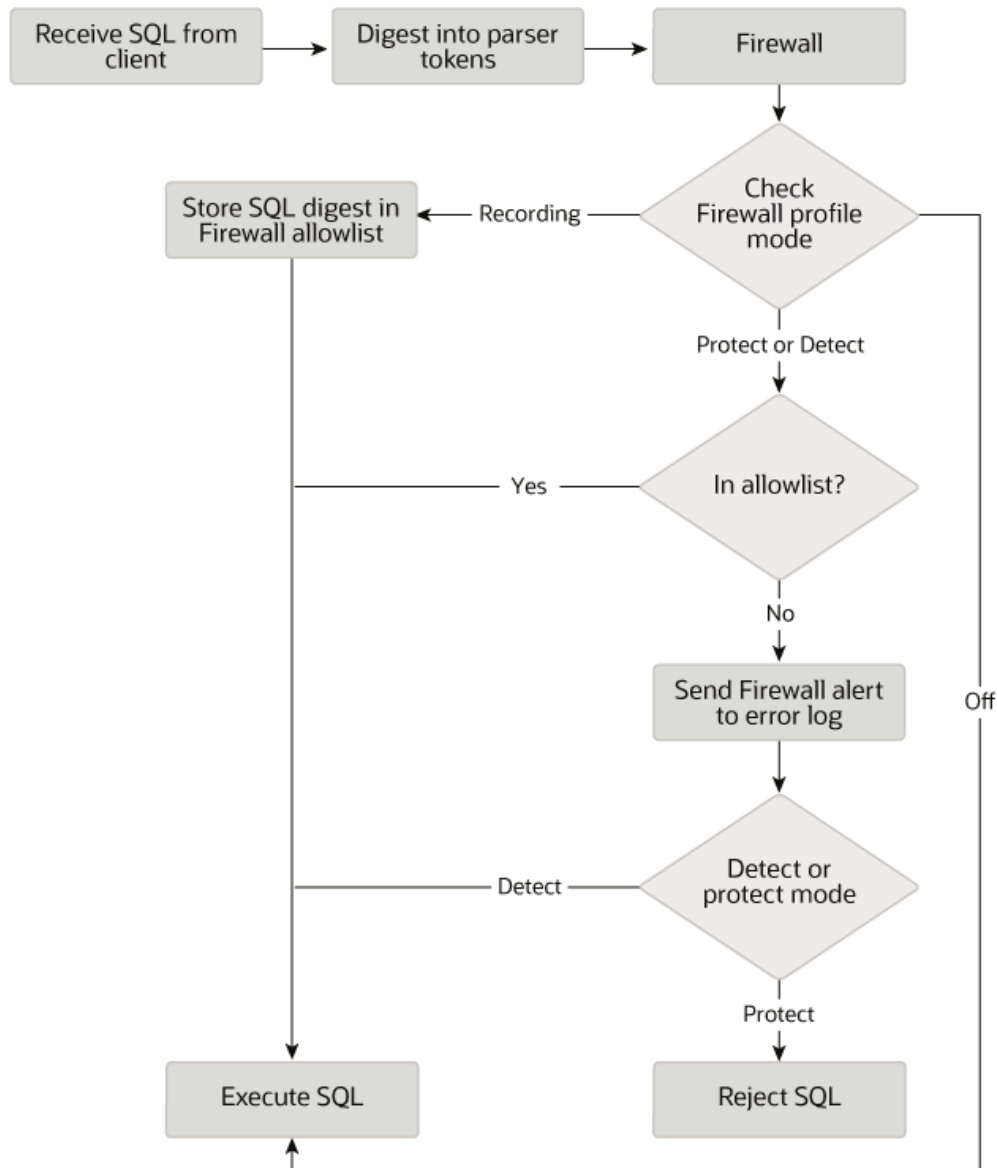 Receive SQL from
client
Digest into parser
tokens
Firewall
Check
Firewall profile
mode
Recording
Store SQL digest in
Firewall allowlist
Protect or Detect
In allowlist?
Yes
No
Send Firewall alert
to error log
Off
Detect or
protect mode
Detect
Protect
Execute SQL
Reject SQL